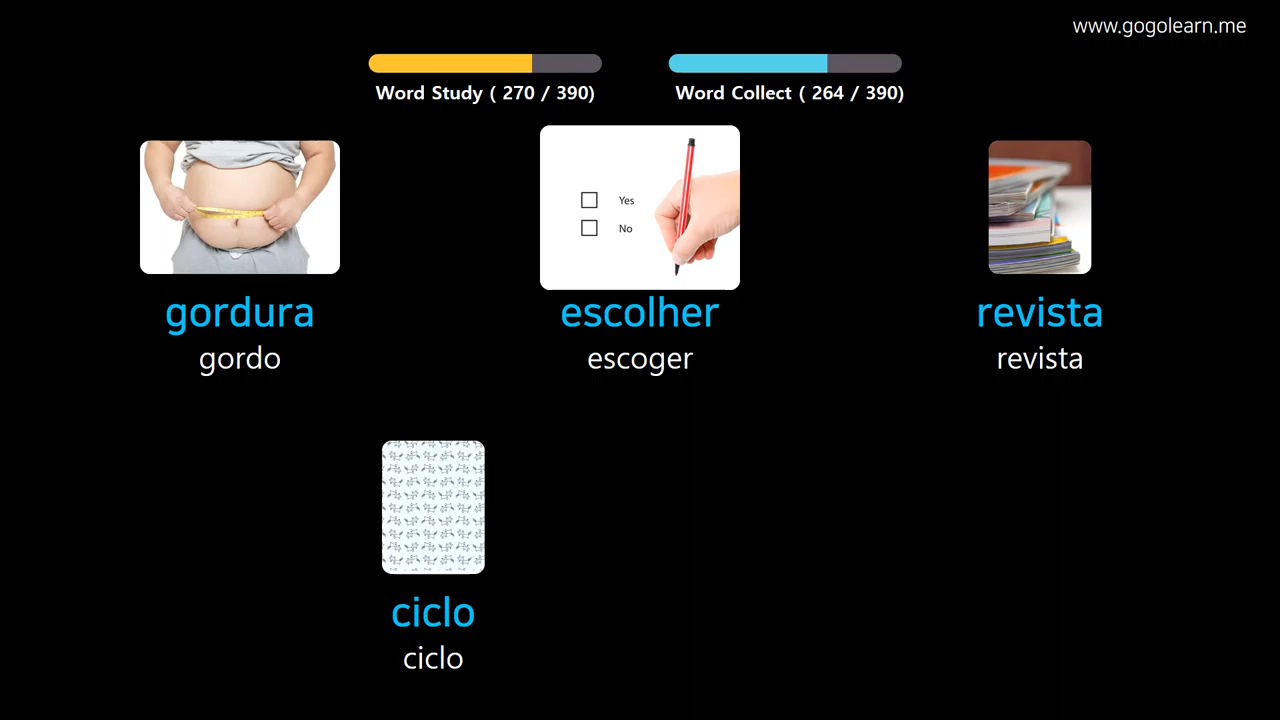 www.gogolearn.me
Word Study ( 270 / 390)
Word Collect ( 264 / 390)
Yes
No
gordura
gordo
escolher
escoger
revista
revista
ciclo
ciclo